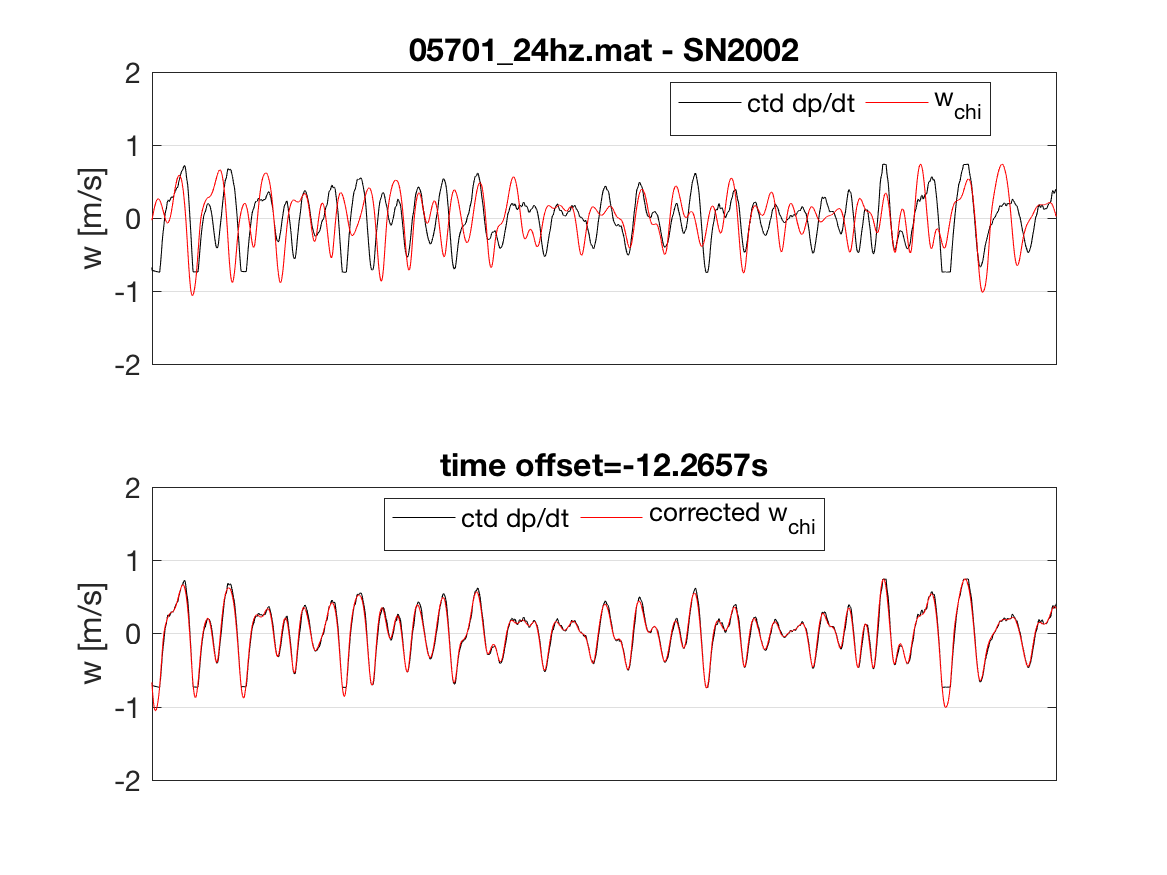 05701_24hz.mat - SN2002
2
1
0
-1
-2
w [m/s]
ctd dp/dt w_chi
time offset=-12.2657s
2
1
0
-1
-2
w [m/s]
ctd dp/dt corrected w_chi